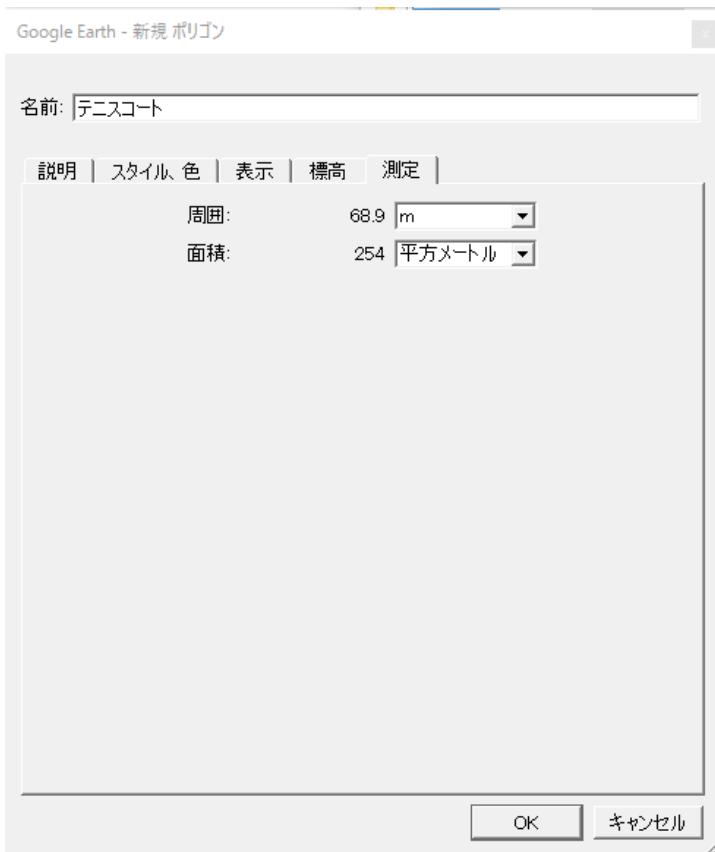 Google Earth - 新規 ポリゴン
名前: テニスコート
説明 スタイル、色 表示 標高 測定
周囲: 68.9 m
面積: 254 平方メートル
OK キャンセル